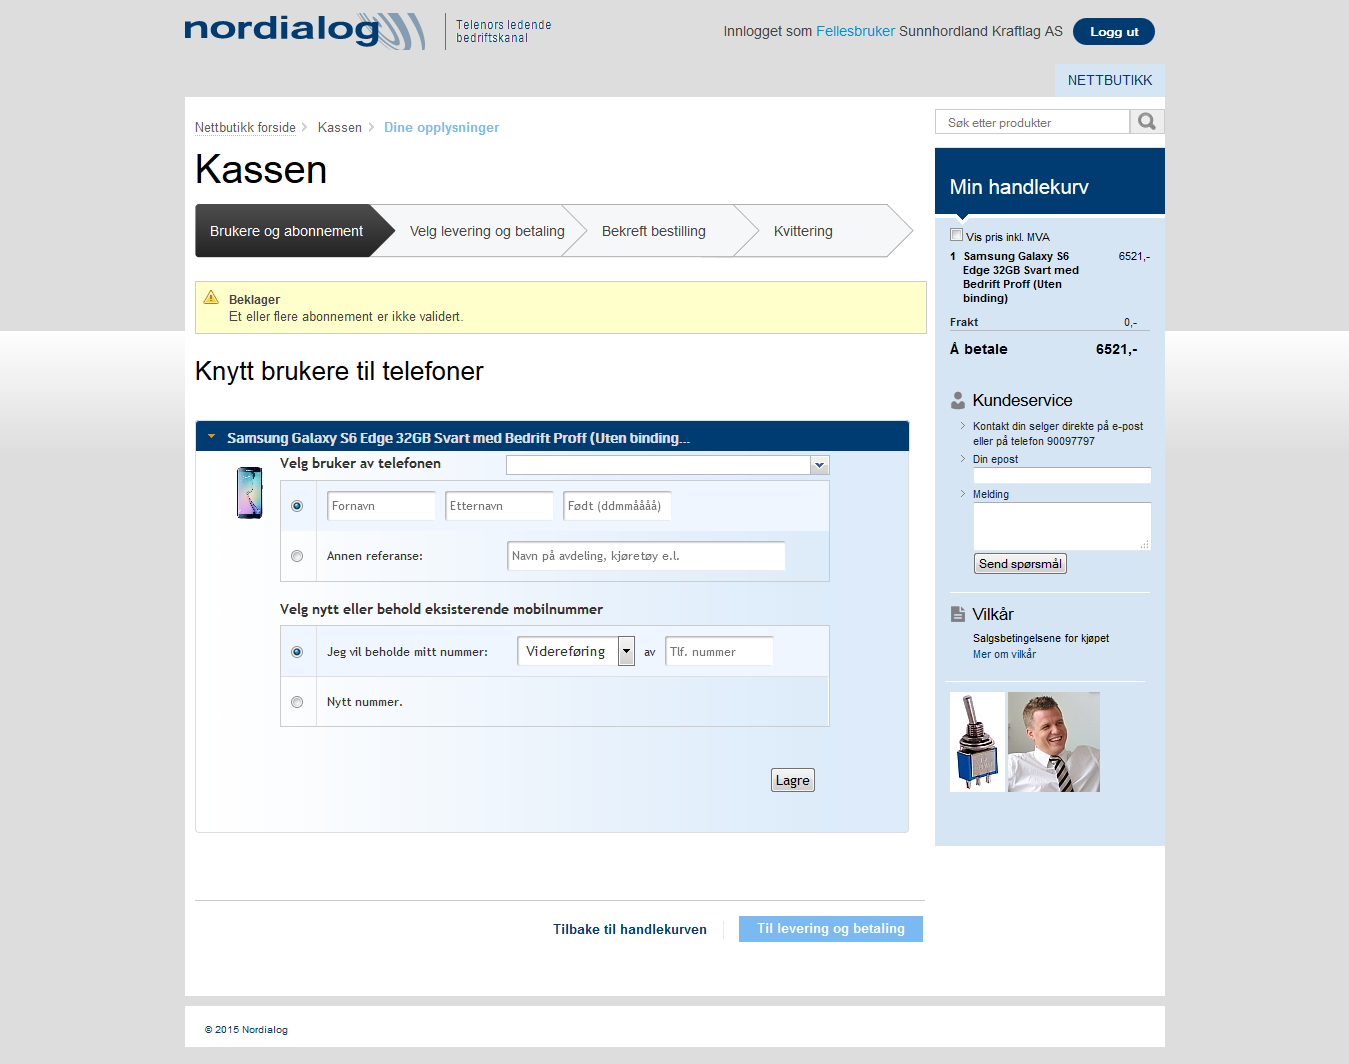 nordialog
Telenors ledende
bedriftskanal
Innlogget som Fellesbruker Sunnhordland Kraftlag AS
Logg ut
NETTBUTIKK
Nettbutikk forside
Kassen
Dine opplysninger
Søk etter produkter
Kassen
Brukere og abonnement
Velg levering og betaling
Bekreft bestilling
Kvittering
Beklager
Et eller flere abonnement er ikke validert.
Knytt brukere til telefoner
Samsung Galaxy S6 Edge 32GB Svart med Bedrift Proff (Uten binding...
Velg bruker av telefonen
Fornavn
Etternavn
Født (ddmmåååå)
Annen referanse:
Navn på avdeling, kjøretøy e.l.
Velg nytt eller behold eksisterende mobilnummer
Jeg vil beholde mitt nummer:
Videreføring
av
Tlf. nummer
Nytt nummer.
Lagre
Tilbake til handlekurven
Til levering og betaling
Min handlekurv
Vis pris inkl. MVA
1 Samsung Galaxy S6 6521,-
Edge 32GB Svart med
Bedrift Proff (Uten
binding)
Frakt 0,-
Å betale 6521,-
Kundeservice
Kontakt din selger direkte på e-post
eller på telefon 90097797
Din epost
Melding
Send spørsmål
Vilkår
Salgsbetingelsene for kjøpet
Mer om vilkår
© 2015 Nordialog